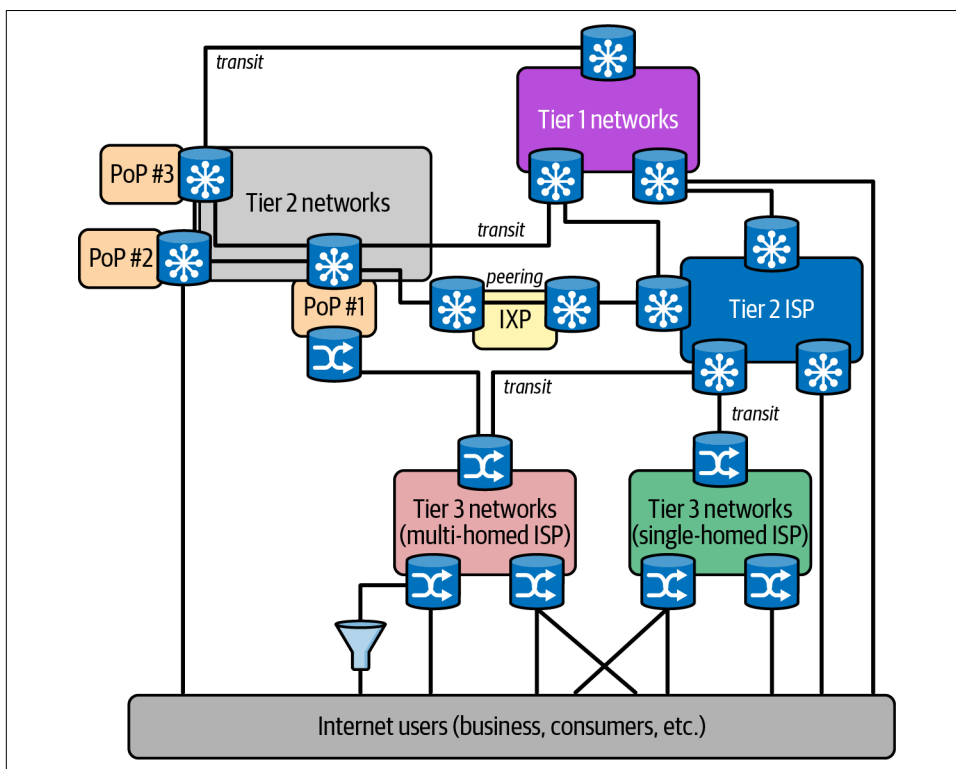 transit
Tier 1 networks
PoP #3
Tier 2 networks
PoP #2
transit
peering
PoP #1
IXP
Tier 2 ISP
transit
transit
Tier 3 networks
(multi-homed ISP)
Tier 3 networks
(single-homed ISP)
Internet users (business, consumers, etc.)